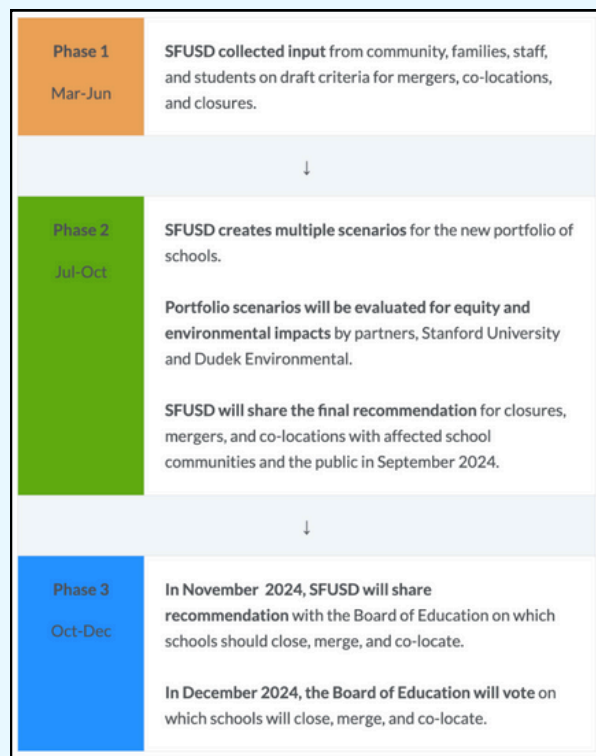 Phase 1
Mar-Jun
SFUSD collected input from community, families, staff,
and students on draft criteria for mergers, co-locations,
and closures.
↓
Phase 2
Jul-Oct
SFUSD creates multiple scenarios for the new portfolio of
schools.
Portfolio scenarios will be evaluated for equity and
environmental impacts by partners, Stanford University
and Dudek Environmental.
SFUSD will share the final recommendation for closures,
mergers, and co-locations with affected school
communities and the public in September 2024.
↓
Phase 3
Oct-Dec
In November 2024, SFUSD will share
recommendation with the Board of Education on which
schools should close, merge, and co-locate.
In December 2024, the Board of Education will vote on
which schools will close, merge, and co-locate.